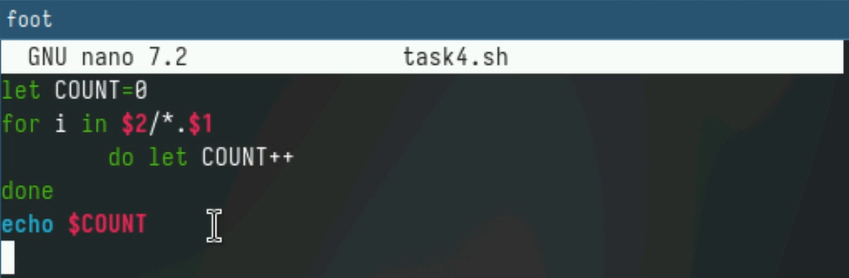 foot
GNU nano 7.2 task4.sh
let COUNT=0
for i in $2/*.$1
do let COUNT++
done
echo $COUNT